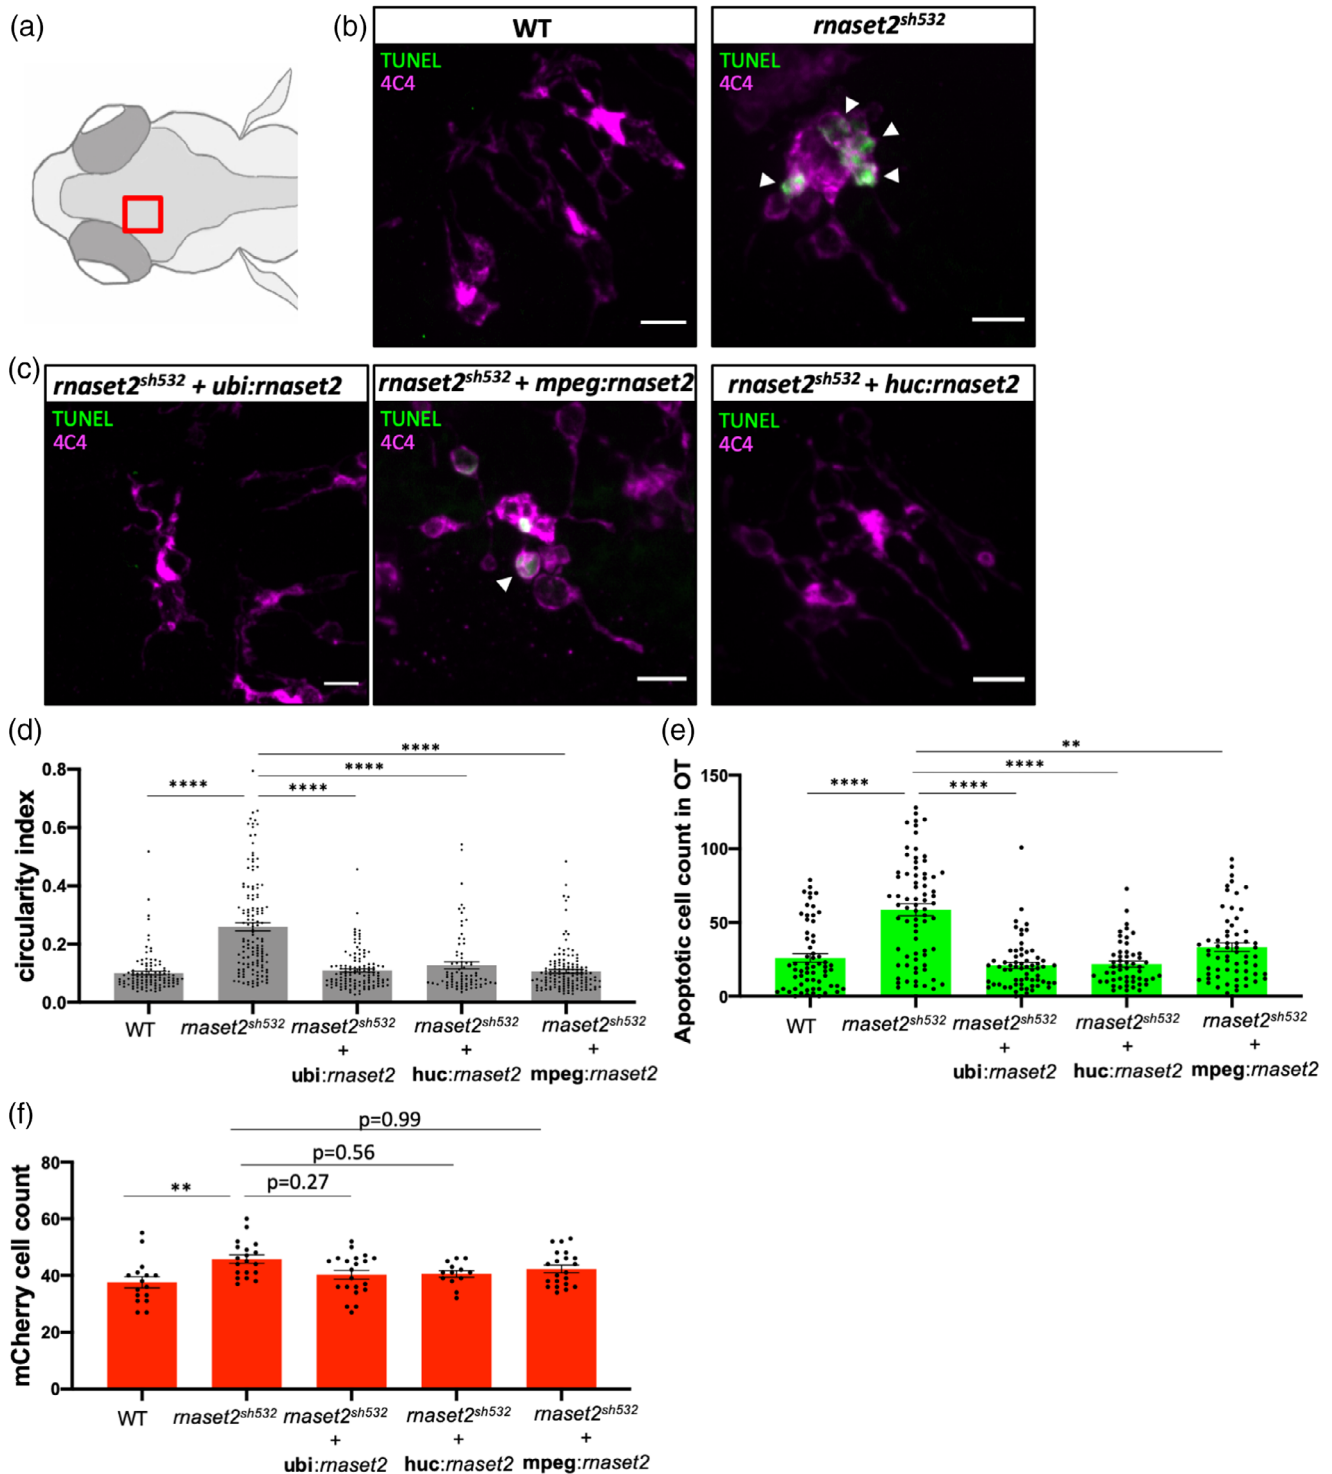 (a)
(b)
WT
rnaset2sh532
TUNEL
4C4
TUNEL
4C4
(c)
rnaset2sh532 + ubi:rnaset2
rnaset2sh532 + mpeg:rnaset2
rnaset2sh532 + huc:rnaset2
TUNEL
4C4
TUNEL
4C4
TUNEL
4C4
(d)
circularity index
0.8
0.6
0.4
0.2
0.0
****
****
****
****
WT
rnaset2sh532
rnaset2sh532
+
ubi:rnaset2
rnaset2sh532
+
huc:rnaset2
rnaset2sh532
+
mpeg:rnaset2
(e)
Apoptotic cell count in OT
150
100
50
0
**
****
****
****
WT
rnaset2sh532
rnaset2sh532
+
ubi:rnaset2
rnaset2sh532
+
huc:rnaset2
rnaset2sh532
+
mpeg:rnaset2
(f)
mCherry cell count
80
60
40
20
0
p=0.99
p=0.56
p=0.27
**
WT
rnaset2sh532
rnaset2sh532
+
ubi:rnaset2
rnaset2sh532
+
huc:rnaset2
rnaset2sh532
+
mpeg:rnaset2